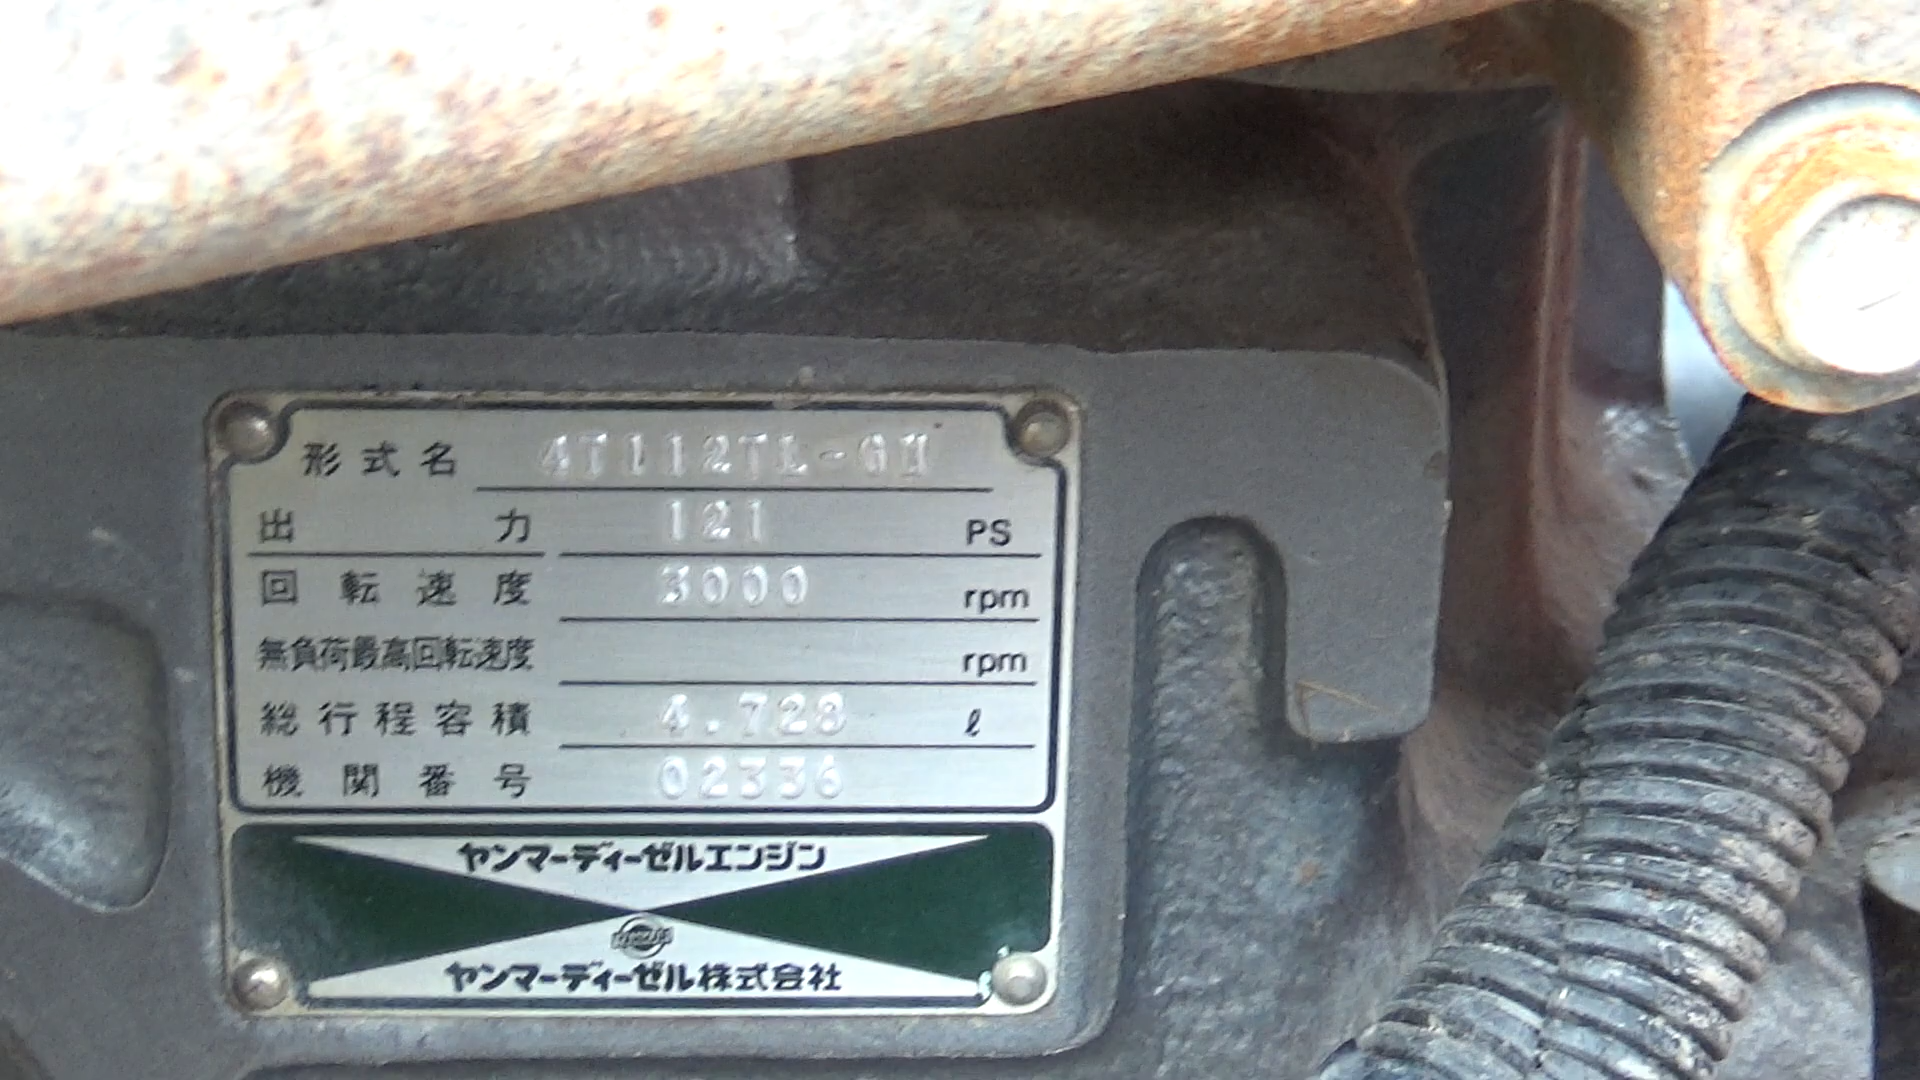 形式名 4T112TL-GH
出力 121 PS
回転速度 3000 rpm
無負荷最高回転速度 rpm
総行程容積 4.728 ℓ
機関番号 02336
ヤンマーディーゼルエンジン
ヤンマーディーゼル株式会社